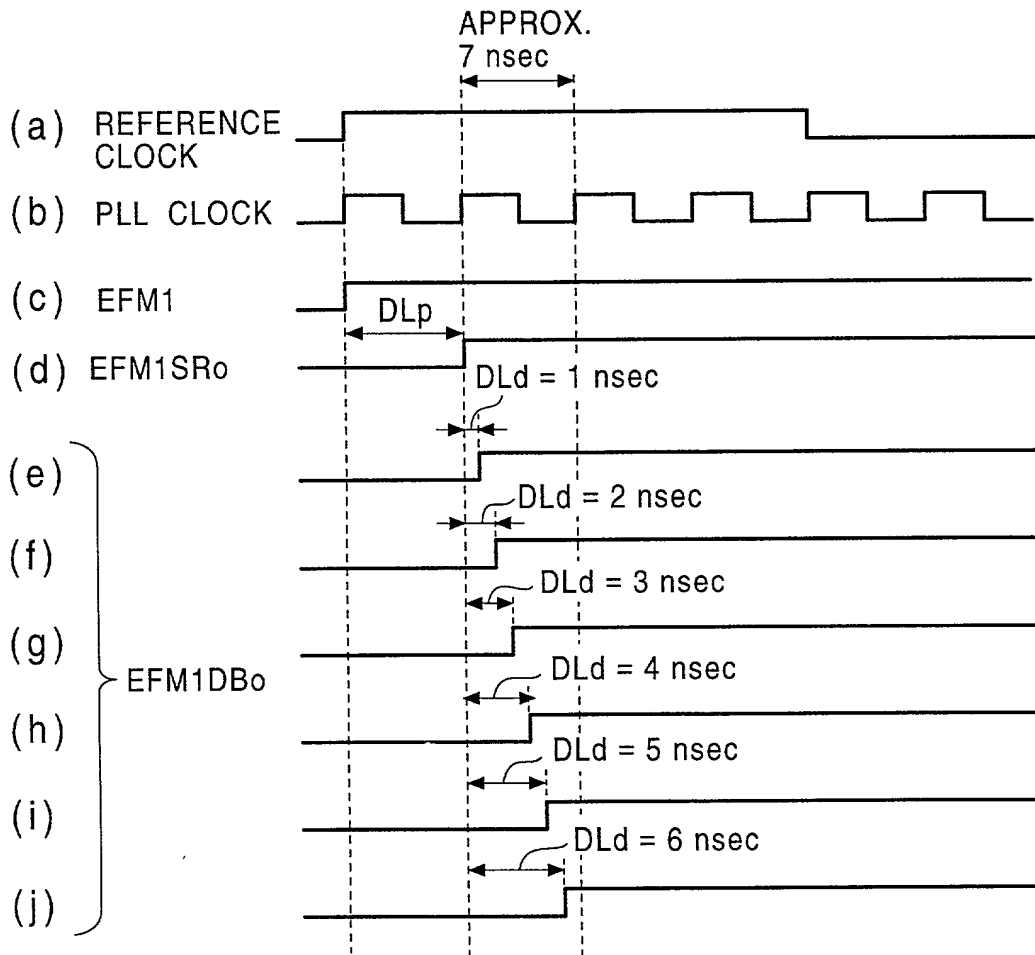 APPROX.
7 nsec
(a) REFERENCE
CLOCK
(b) PLL CLOCK
(c) EFM1
DLp
(d) EFM1SRo
DLd = 1 nsec
(e)
DLd = 2 nsec
(f)
DLd = 3 nsec
(g)
EFM1DBo
DLd = 4 nsec
(h)
DLd = 5 nsec
(i)
DLd = 6 nsec
(j)